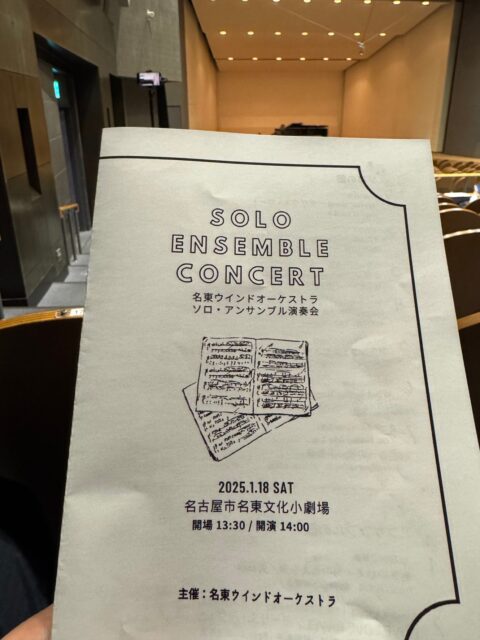 SOLO
ENSEMBLE
CONCERT
名東ウインドオーケストラ
ソロ・アンサンブル演奏会
2025.1.18 SAT
名古屋市名東文化小劇場
開場 13:30 / 開演 14:00
主催：名東ウインドオーケストラ